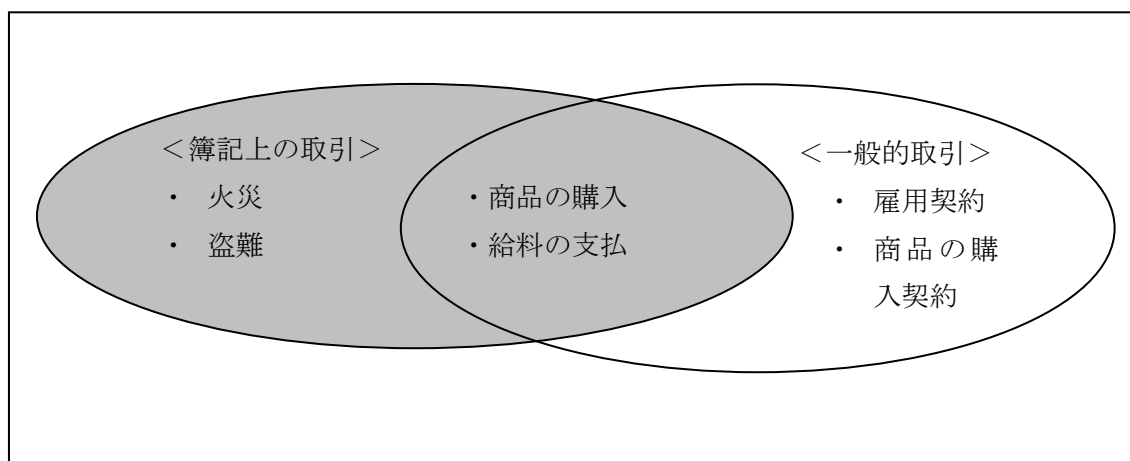 ＜簿記上の取引＞
・ 火災
・ 盗難
・商品の購入
・給料の支払
＜一般的取引＞
・ 雇用契約
・ 商品の購
入契約